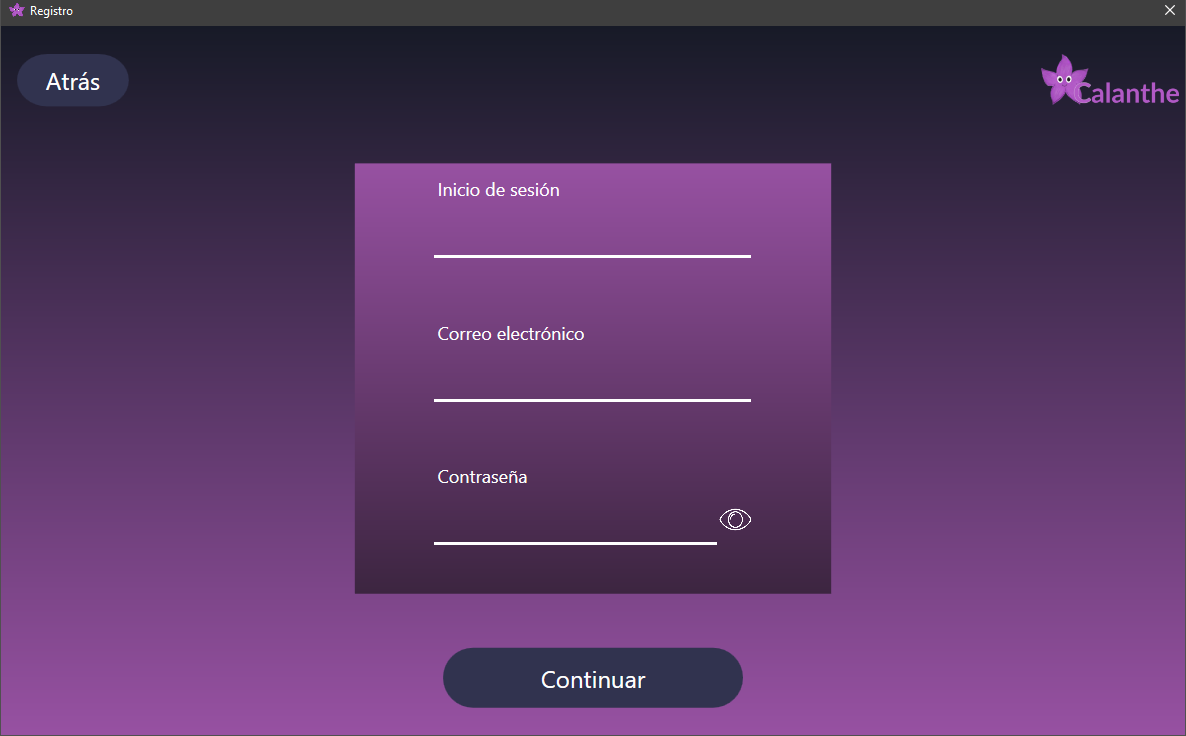 Registro
Atrás
Calanthe
Inicio de sesión
Correo electrónico
Contraseña
Continuar